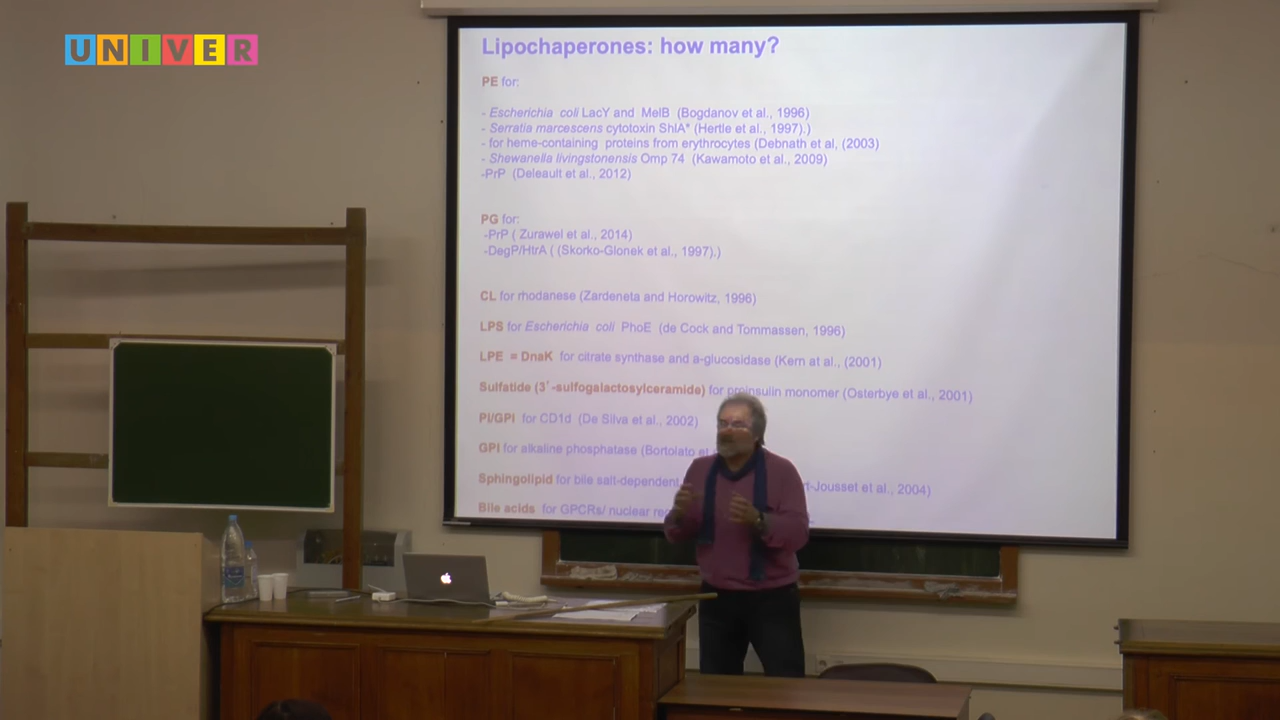 UNIVER
Lipochaperones: how many?
PE for:
- Escherichia coli LacY and MelB (Bogdanov et al., 1996)
- Serratia marcescens cytotoxin ShlA* (Hertle et al., 1997).)
- for heme-containing proteins from erythrocytes (Debnath et al, (2003)
- Shewanella livingstonensis Omp 74 (Kawamoto et al., 2009)
-PrP (Deleault et al., 2012)
PG for:
-PrP ( Zurawel et al., 2014)
-DegP/HtrA ( (Skorko-Glonek et al., 1997).)
CL for rhodanese (Zardeneta and Horowitz, 1996)
LPS for Escherichia coli PhoE (de Cock and Tommassen, 1996)
LPE = DnaK for citrate synthase and a-glucosidase (Kern at al., (2001)
Sulfatide (3'-sulfogalactosylceramide) for proinsulin monomer (Osterbye et al., 2001)
PI/GPI for CD1d (De Silva et al., 2002)
GPI for alkaline phosphatase (Bortolato et
Sphingolipid for bile salt-dependent t-Jousset et al., 2004)
Bile acids for GPCRs/ nuclear